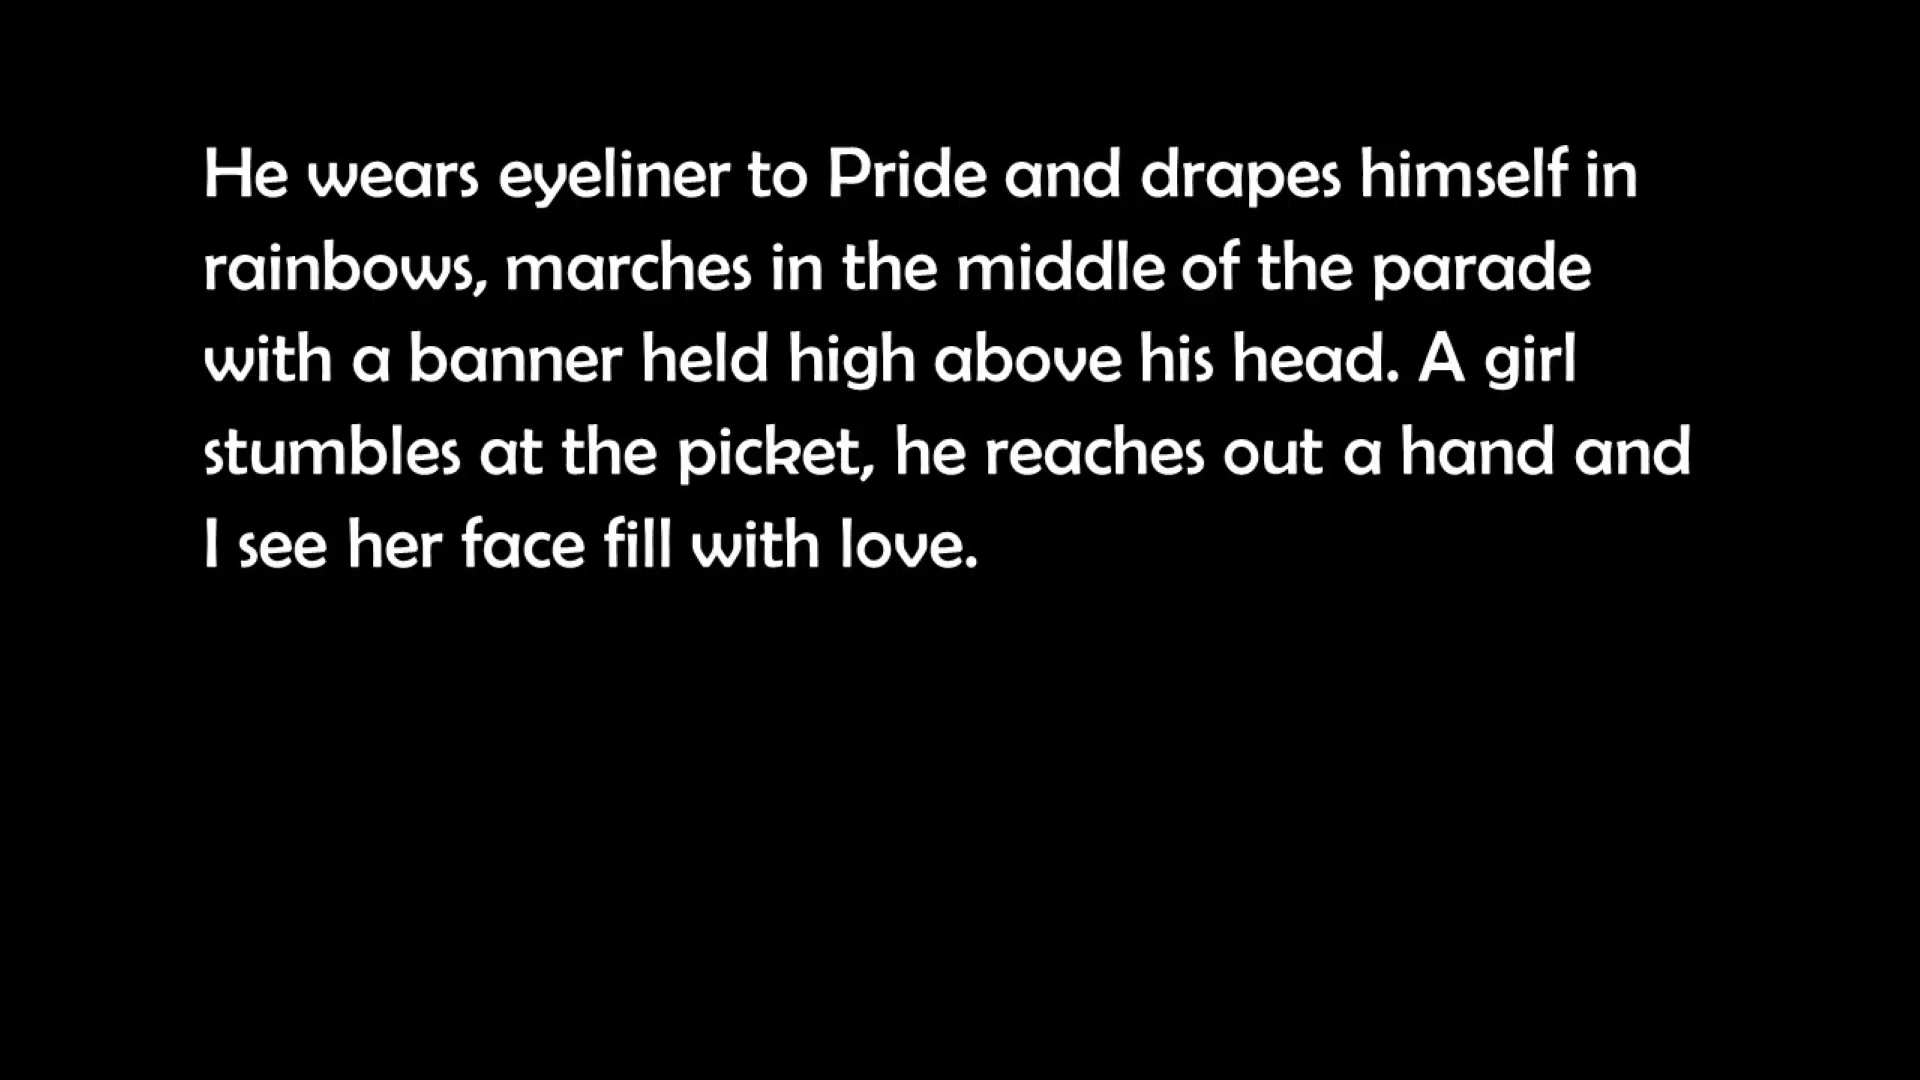 He wears eyeliner to Pride and drapes himself in
rainbows, marches in the middle of the parade
with a banner held high above his head. A girl
stumbles at the picket, he reaches out a hand and
I see her face fill with love.